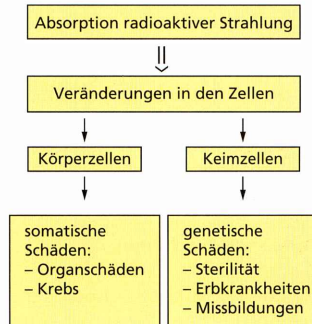 Absorption radioaktiver Strahlung
Veränderungen in den Zellen
Körperzellen
Keimzellen
somatische
Schäden:
– Organschäden
– Krebs
genetische
Schäden:
– Sterilität
– Erbkrankheiten
– Missbildungen